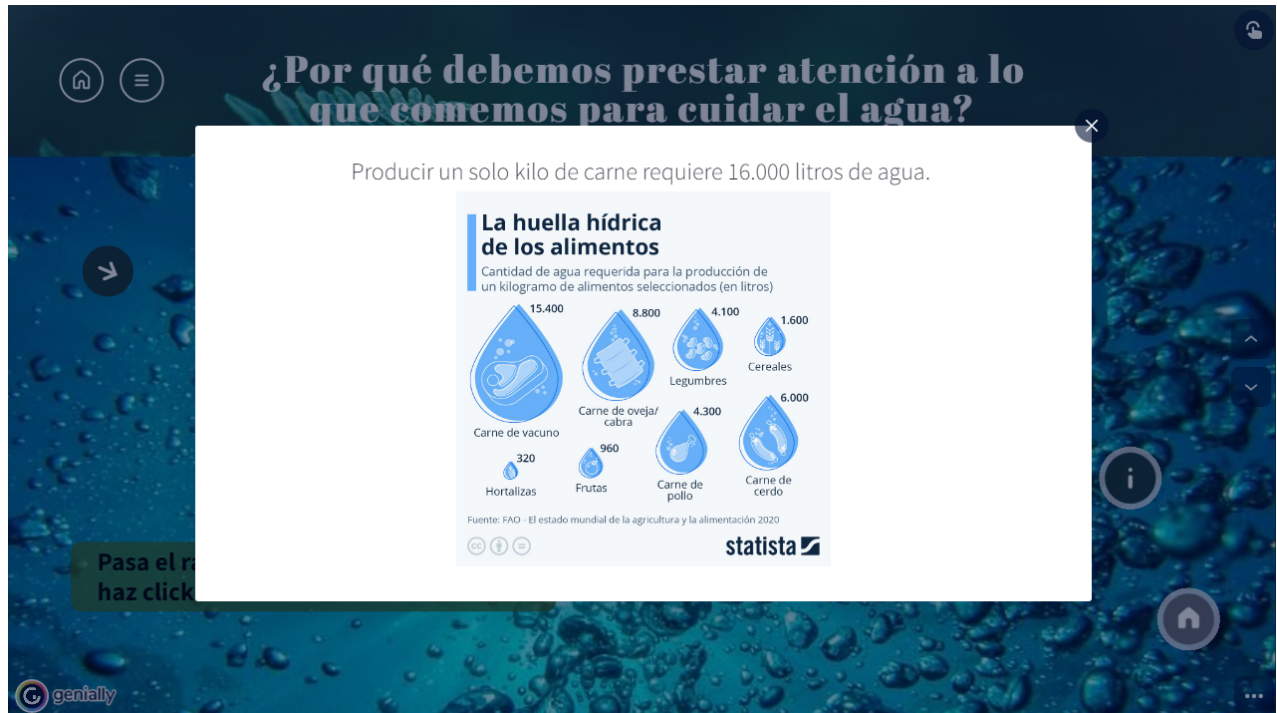 ¿Por qué debemos prestar atención a lo
que comemos para cuidar el agua?
Producir un solo kilo de carne requiere 16.000 litros de agua.
La huella hídrica
de los alimentos
Cantidad de agua requerida para la producción de
un kilogramo de alimentos seleccionados (en litros)
15.400
Carne de vacuno
8.800
Carne de oveja/
cabra
4.100
Legumbres
1.600
Cereales
320
Hortalizas
960
Frutas
4.300
Carne de
pollo
6.000
Carne de
cerdo
Fuente: FAO - El estado mundial de la agricultura y la alimentación 2020
cc
statista
Pasa el
haz click
i
genially